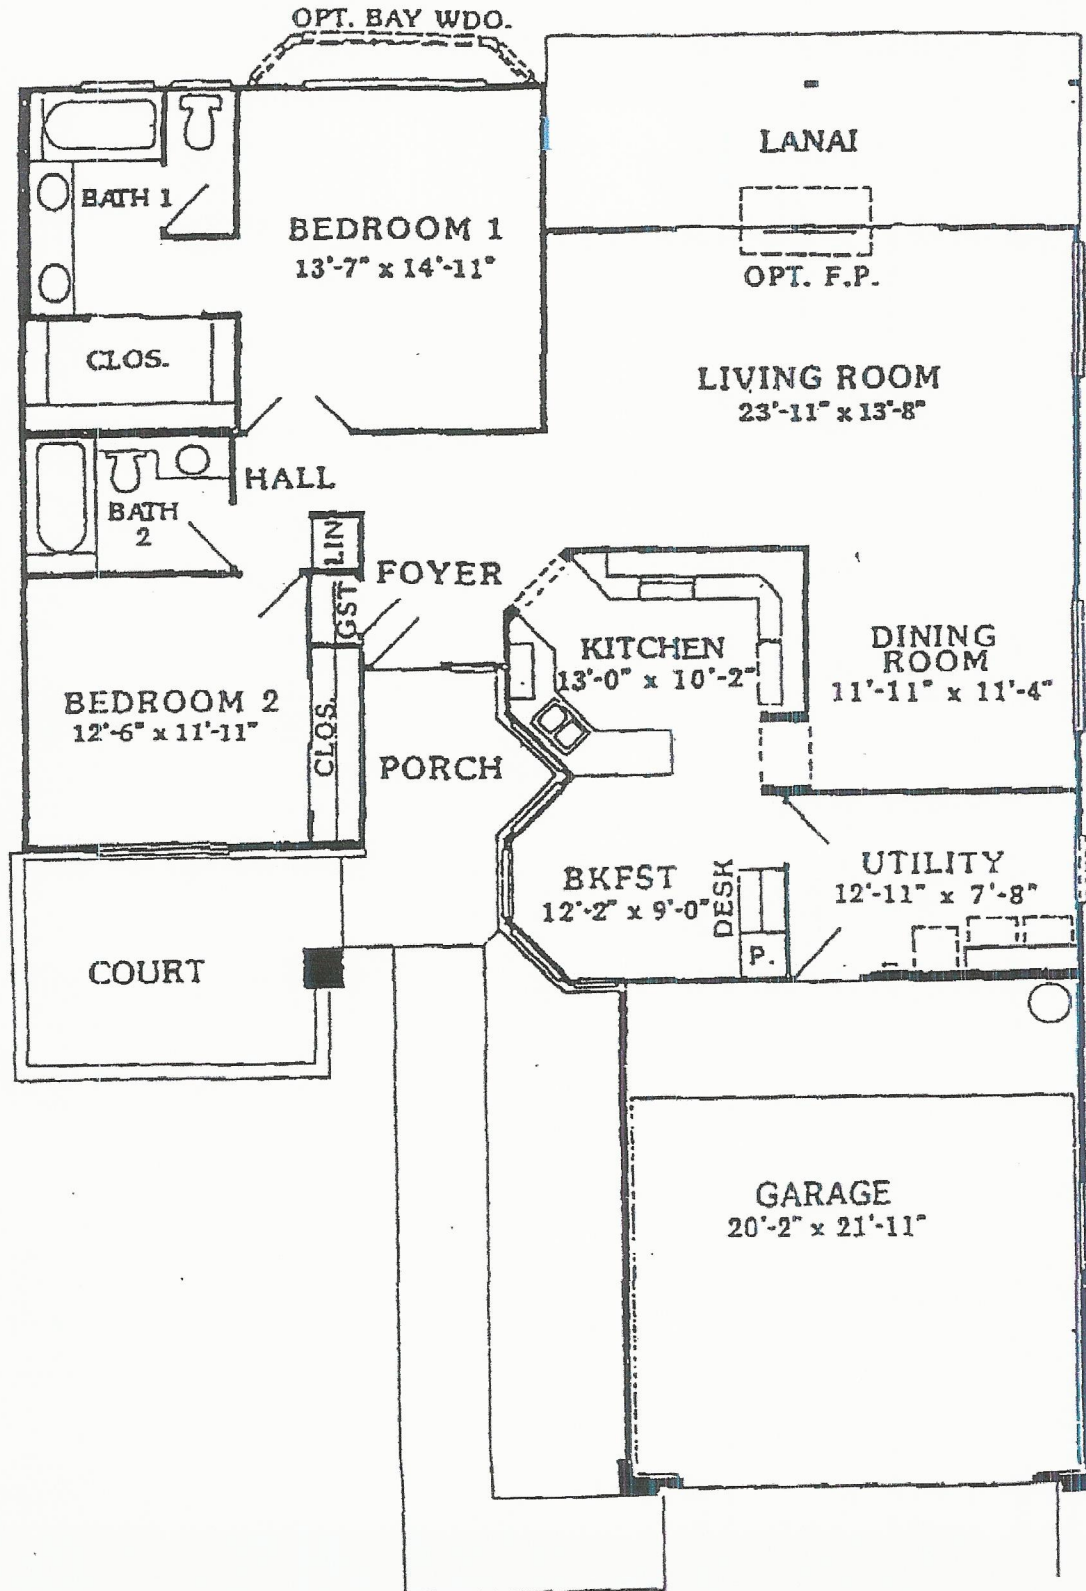 OPT. BAY WDO.
LANAI
BATH 1
BEDROOM 1
13'-7" x 14'-11"
OPT. F.P.
CLOS.
LIVING ROOM
23'-11" x 13'-8"
HALL
BATH
2
LIN
FOYER
GST
KITCHEN
13'-0" x 10'-2"
DINING
ROOM
11'-11" x 11'-4"
BEDROOM 2
12'-6" x 11'-11"
CLOS.
PORCH
BKFST
12'-2" x 9'-0"
DESK
P.
UTILITY
12'-11" x 7'-8"
COURT
GARAGE
20'-2" x 21'-11"